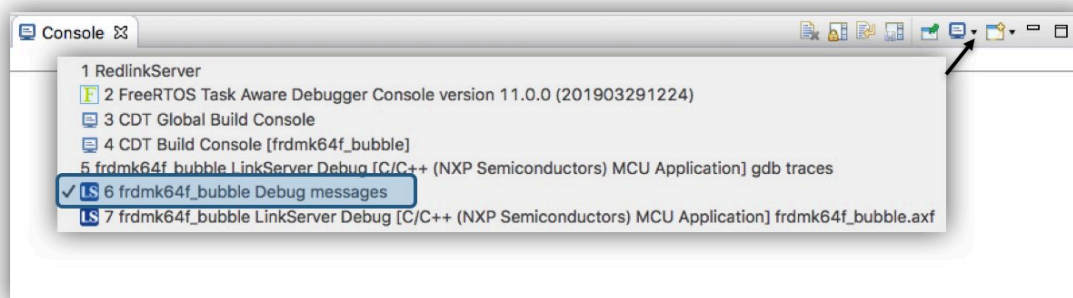 Console
1 RedlinkServer
F 2 FreeRTOS Task Aware Debugger Console version 11.0.0 (201903291224)
3 CDT Global Build Console
4 CDT Build Console [frdmk64f_bubble]
5 frdmk64f_bubble LinkServer Debug [C/C++ (NXP Semiconductors) MCU Application] gdb traces
✓ LS 6 frdmk64f_bubble Debug messages
LS 7 frdmk64f_bubble LinkServer Debug [C/C++ (NXP Semiconductors) MCU Application] frdmk64f_bubble.axf